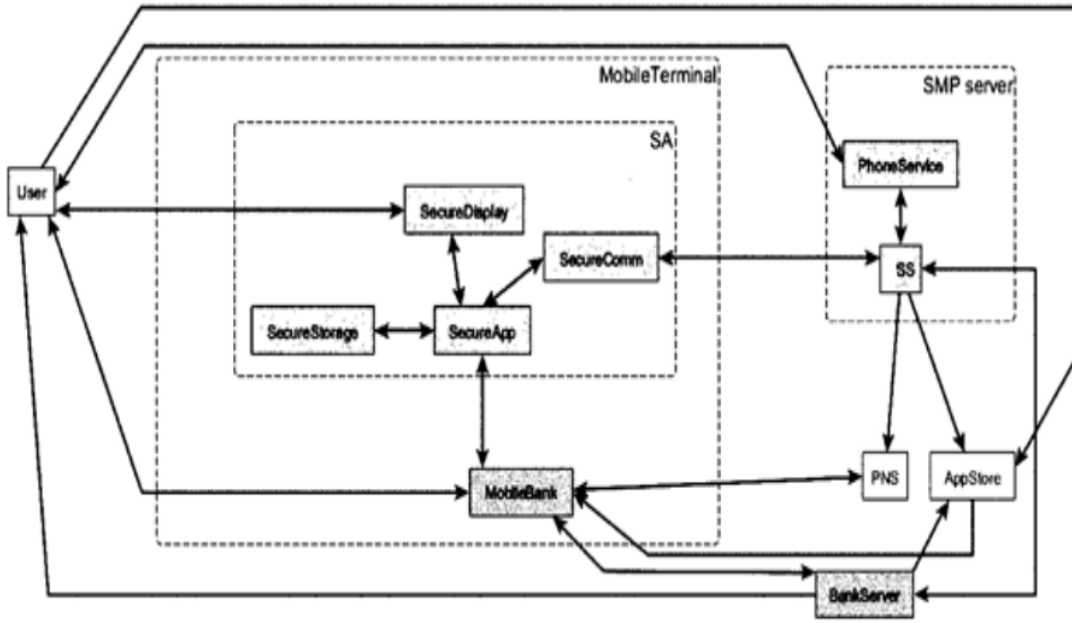 MobileTerminal
SMP server
SA
PhoneService
User
SecureDisplay
SecureComm
SS
SecureStorage
SecureApp
MobileBank
PNS
AppStore
BankServer